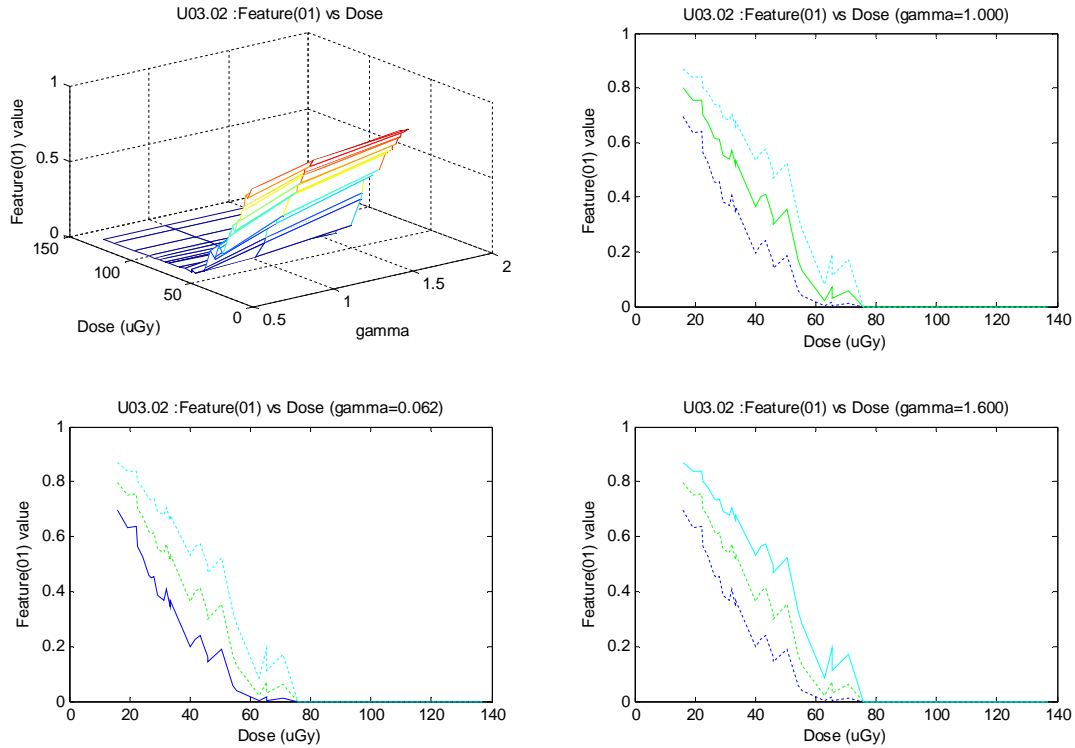 U03.02 :Feature(01) vs Dose
1
0.5
0
Feature(01) value
150
100
50
0
Dose (uGy)
0.5
1
1.5
2
gamma
U03.02 :Feature(01) vs Dose (gamma=1.000)
1
0.8
0.6
0.4
0.2
0
Feature(01) value
0 20 40 60 80 100 120 140
Dose (uGy)
U03.02 :Feature(01) vs Dose (gamma=0.062)
1
0.8
0.6
0.4
0.2
0
Feature(01) value
0 20 40 60 80 100 120 140
Dose (uGy)
U03.02 :Feature(01) vs Dose (gamma=1.600)
1
0.8
0.6
0.4
0.2
0
Feature(01) value
0 20 40 60 80 100 120 140
Dose (uGy)